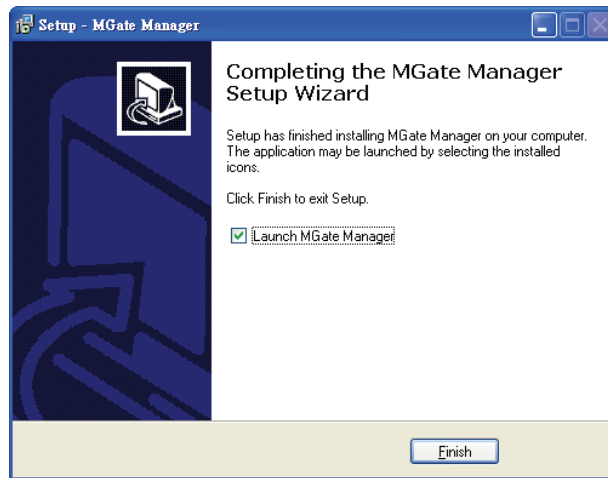 Setup - MGate Manager
Completing the MGate Manager
Setup Wizard
Setup has finished installing MGate Manager on your computer.
The application may be launched by selecting the installed
icons.
Click Finish to exit Setup.
Launch MGate Manager
Finish